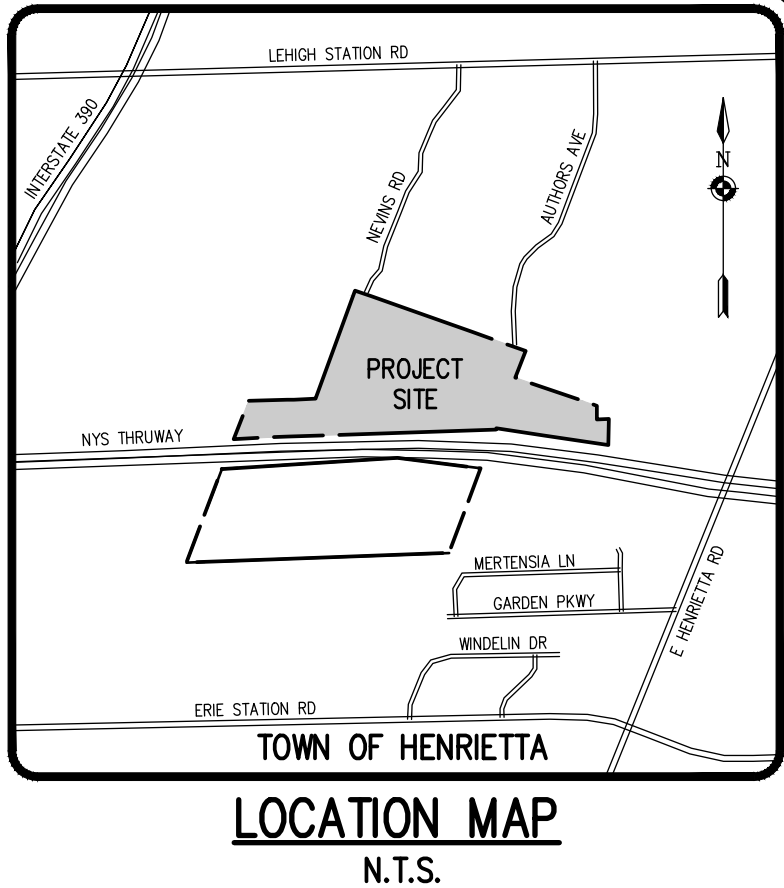 LEHIGH STATION RD
INTERSTATE 390
NEVINS RD
AUTHORS AVE
N
PROJECT
SITE
NYS THRUWAY
MERTENSIA LN
GARDEN PKWY
E HENRIETTA RD
WINDELIN DR
ERIE STATION RD
TOWN OF HENRIETTA
LOCATION MAP
N.T.S.